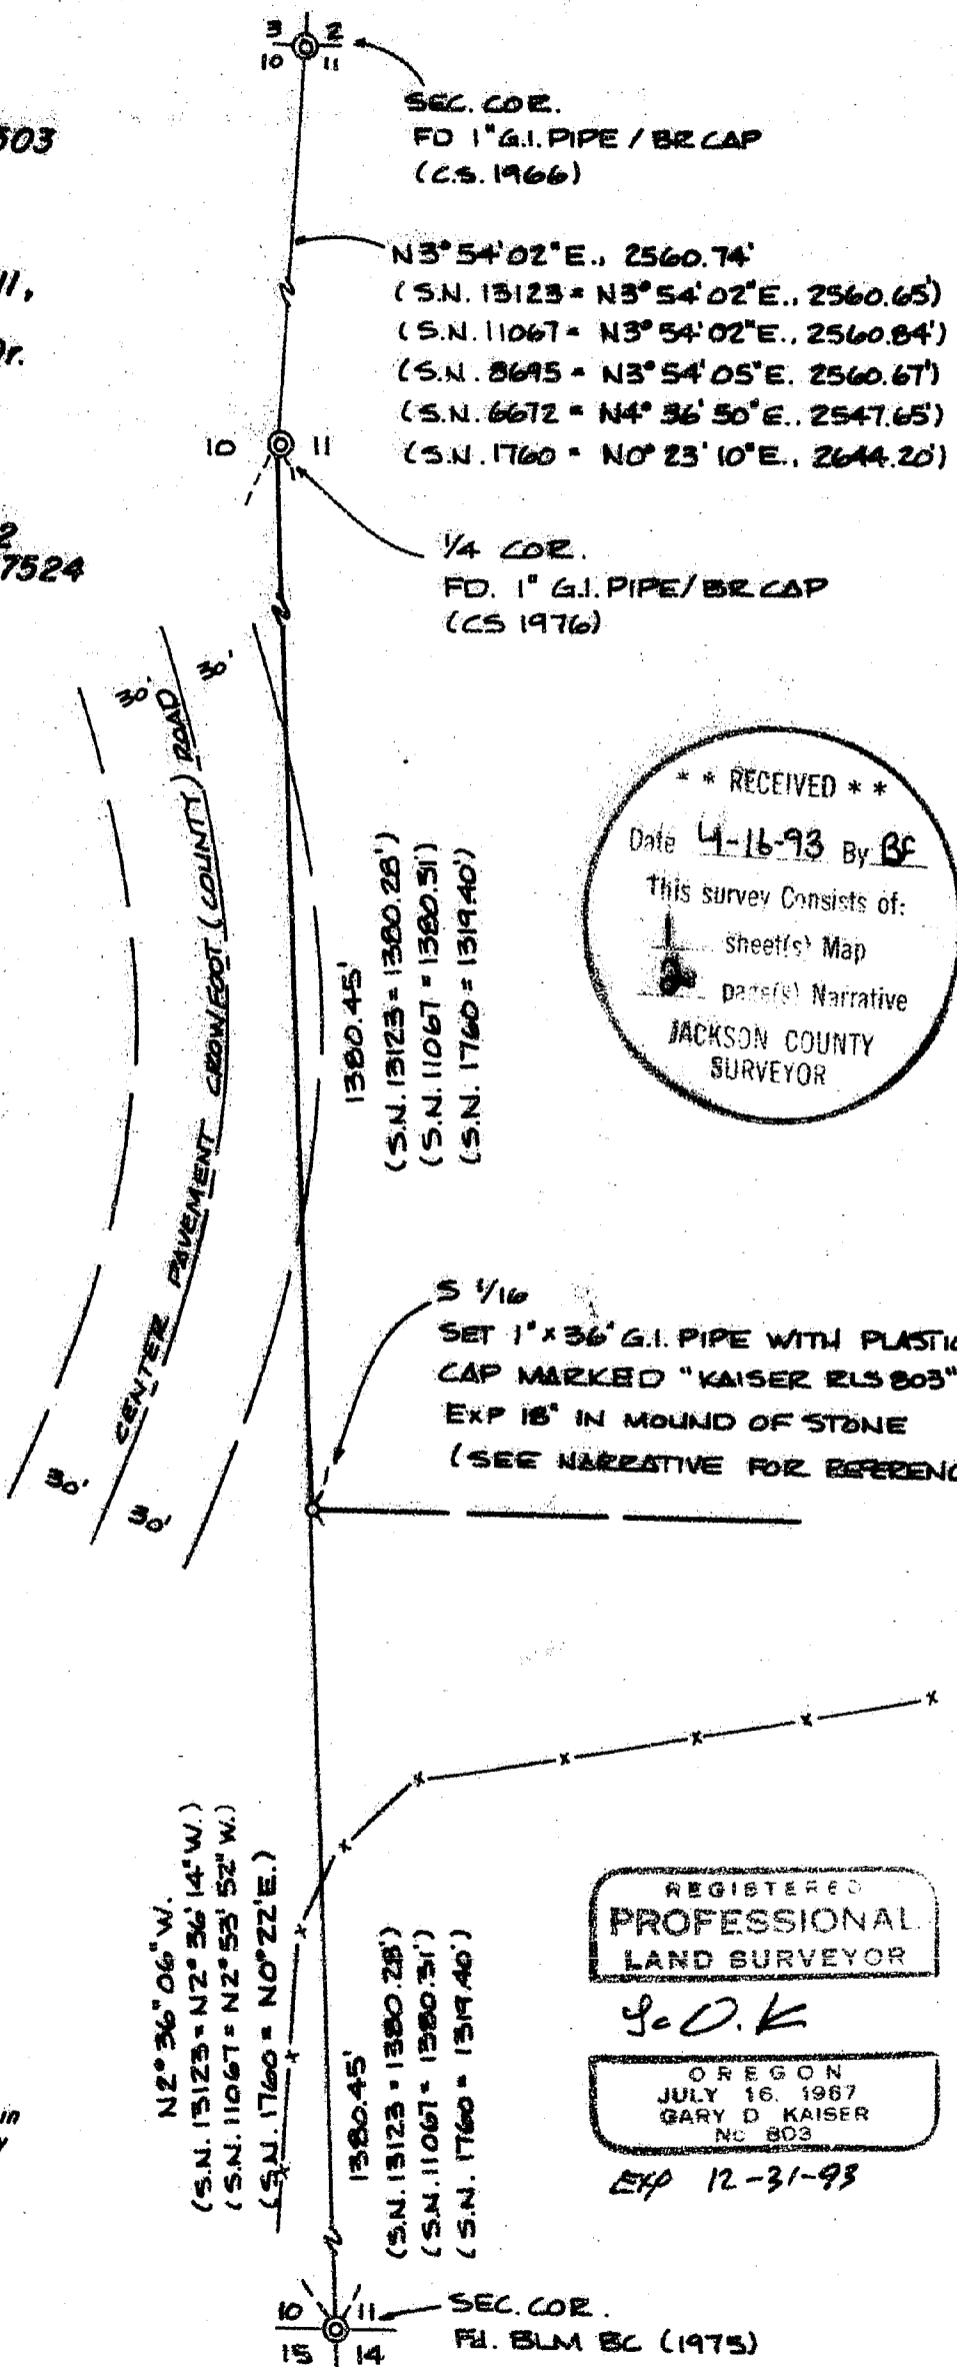 3 2
10 11
SEC. COR.
FD 1" G.I. PIPE / BR CAP
(C.S. 1966)
503
N3°54'02"E., 2560.74'
(S.N. 13123 = N3°54'02"E., 2560.65')
(S.N. 11067 = N3°54'02"E., 2560.84')
(S.N. 8695 = N3°54'05"E. 2560.67')
(S.N. 6672 = N4°36'50"E., 2547.65')
(S.N. 1760 = N0°23'10"E., 2644.20')
11,
Dr.
10 11
1/4 COR.
FD. 1" G.I. PIPE/BR CAP
(CS 1976)
2
7524
30' 30'
CENTER PAVEMENT CROWFOOT (COUNTY) ROAD
30'
30'
1380.45'
(S.N. 13123 = 1380.28')
(S.N. 11067 = 1380.31')
(S.N. 1760 = 1319.40')
* * RECEIVED * *
Date 4-16-93 By BC
This survey Consists of:
1 sheet(s) Map
page(s) Narrative
JACKSON COUNTY
SURVEYOR
S 1/16
SET 1" x 36" G.I. PIPE WITH PLASTIC
CAP MARKED "KAISER RLS 803"
EXP 18" IN MOUND OF STONE
(SEE NARRATIVE FOR REFERENC
N2°36"06"W.
(S.N. 13123 = N2°36'14"W.)
(S.N. 11067 = N2°53'52"W.)
(S.N. 1760 = N0°22'E.)
1380.45'
(S.N. 13123 = 1380.28')
(S.N. 11067 = 1380.31')
(S.N. 1760 = 1319.40')
REGISTERED
PROFESSIONAL
LAND SURVEYOR
OREGON
JULY 16, 1967
GARY D KAISER
No 803
EXP 12-31-93
in
y
10 11
15 14
SEC. COR.
Fd. BLM BC (1975)